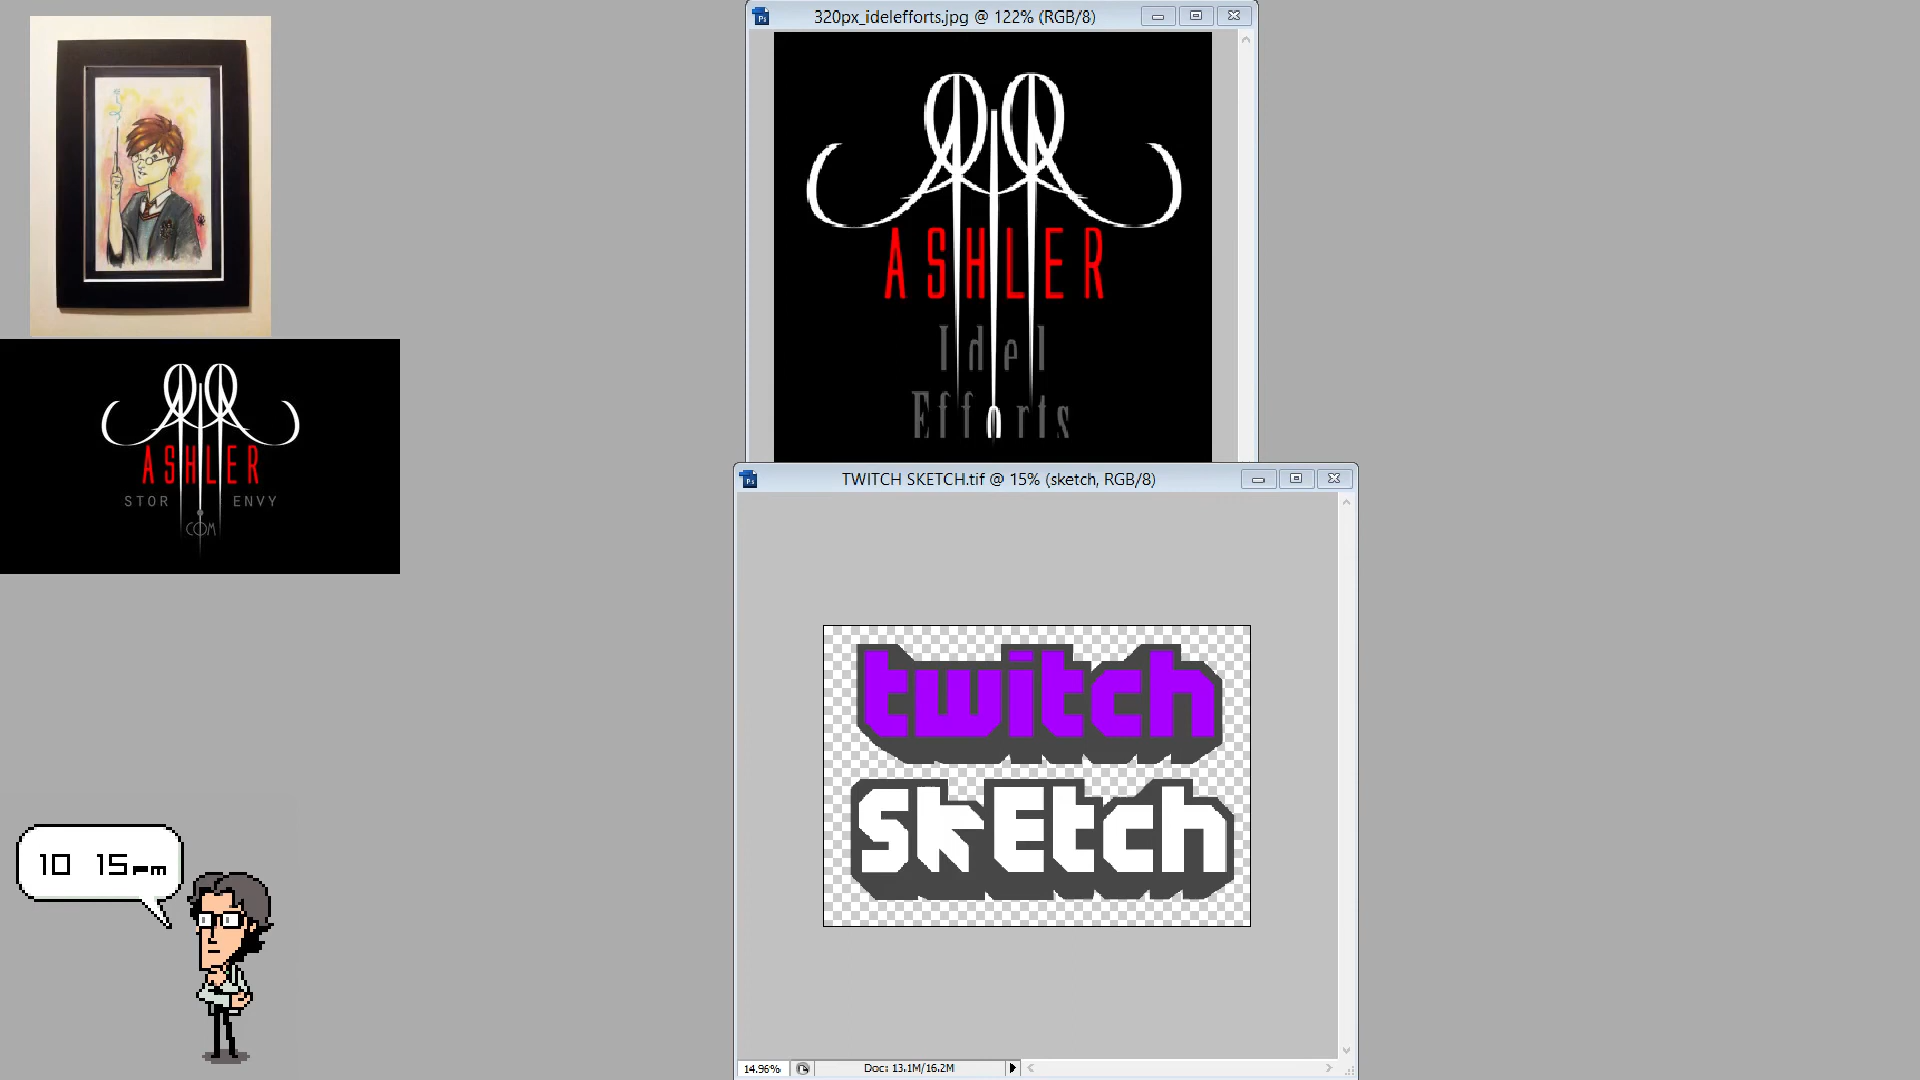 320px_idelefforts.jpg @ 122% (RGB/8)
ASHLER
Idel
Efforts
ASHLER
STOR ENVY
COM
TWITCH SKETCH.tif @ 15% (sketch, RGB/8)
twitch
SkEtch
10 15PM
14.96%
Doc: 13.1M/16.2M